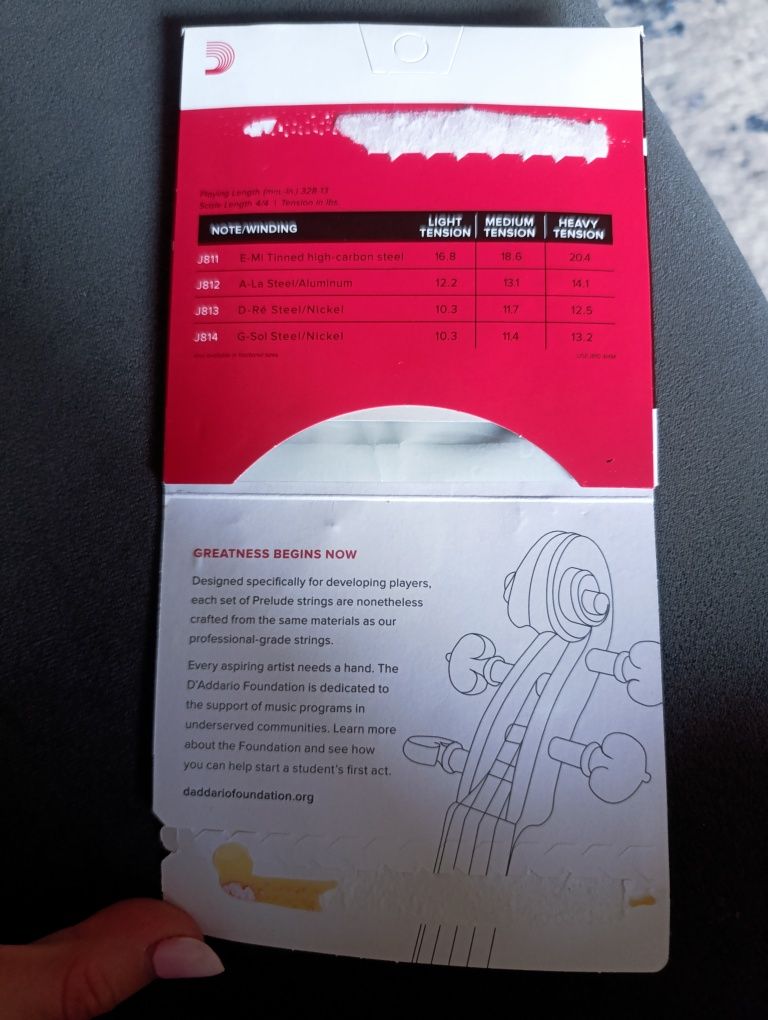 Playing Length (mm-in.) 328-13
Scale Length 4/4 | Tension in lbs.
NOTE/WINDING LIGHT TENSION MEDIUM TENSION HEAVY TENSION
J811 E-Mi Tinned high-carbon steel 16.8 18.6 20.4
J812 A-La Steel/Aluminum 12.2 13.1 14.1
J813 D-Ré Steel/Nickel 10.3 11.7 12.5
J814 G-Sol Steel/Nickel 10.3 11.4 13.2
Also available in fractional sizes.
GREATNESS BEGINS NOW
Designed specifically for developing players,
each set of Prelude strings are nonetheless
crafted from the same materials as our
professional-grade strings.
Every aspiring artist needs a hand. The
D'Addario Foundation is dedicated to
the support of music programs in
underserved communities. Learn more
about the Foundation and see how
you can help start a student's first act.
daddariofoundation.org